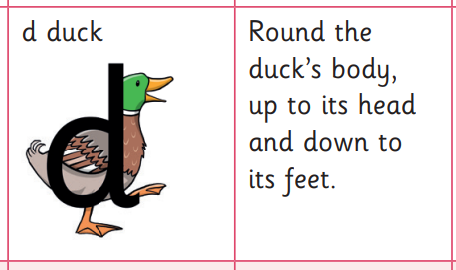 d duck
d
Round the
duck's body,
up to its head
and down to
its feet.